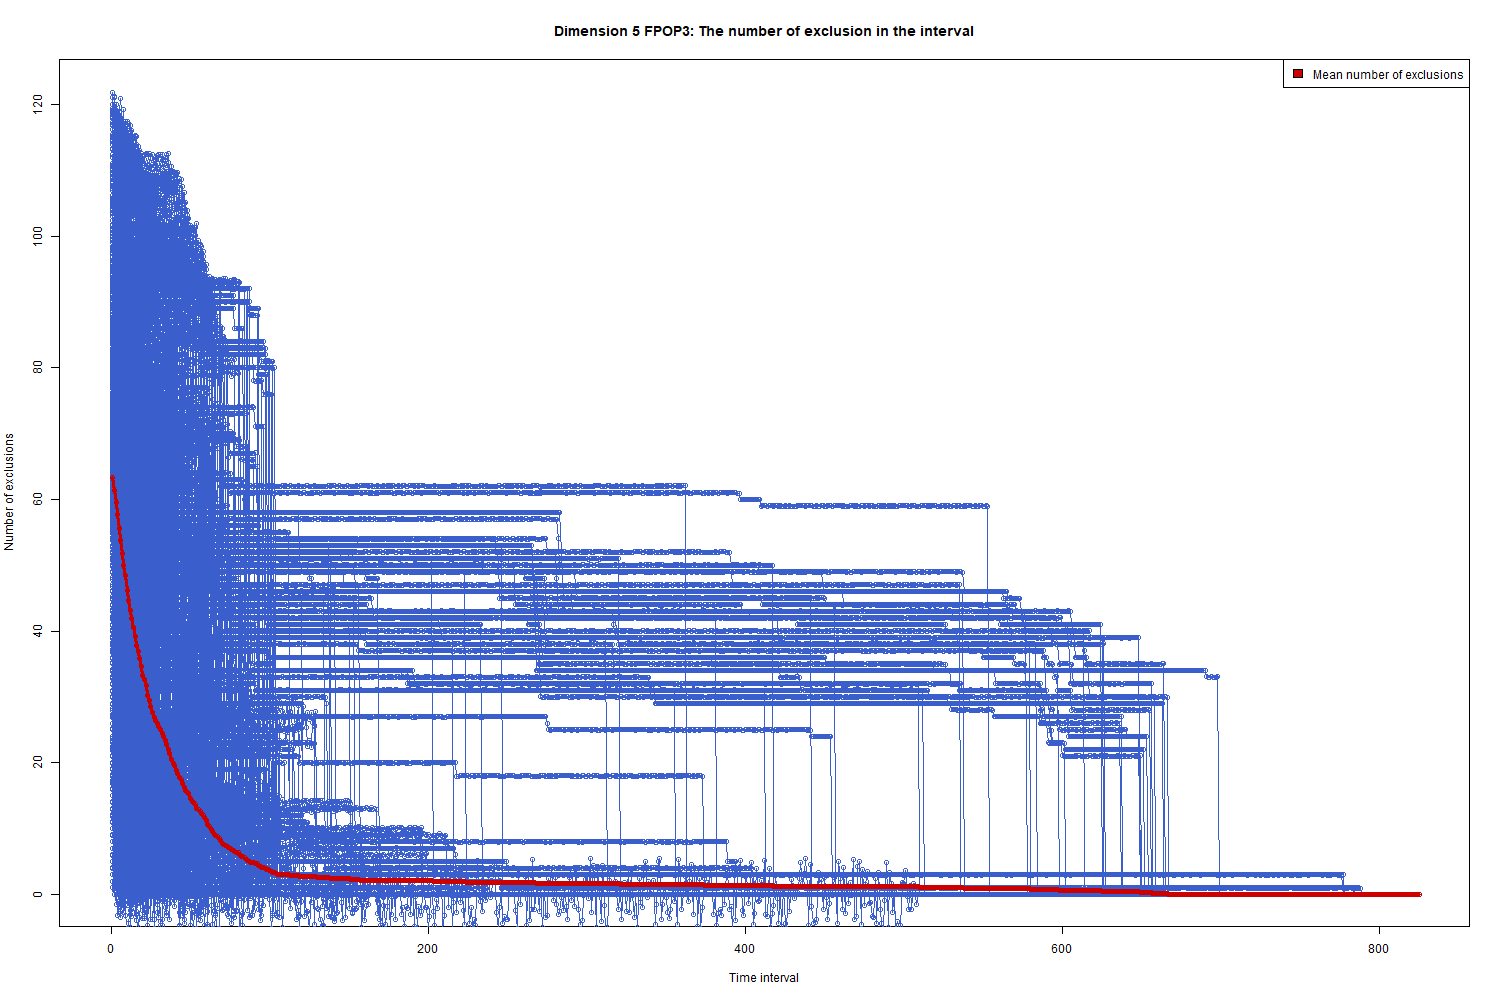 Dimension 5 FPOP3: The number of exclusion in the interval
Mean number of exclusions
Number of exclusions
120
100
80
60
40
20
0
0 200 400 600 800
Time interval